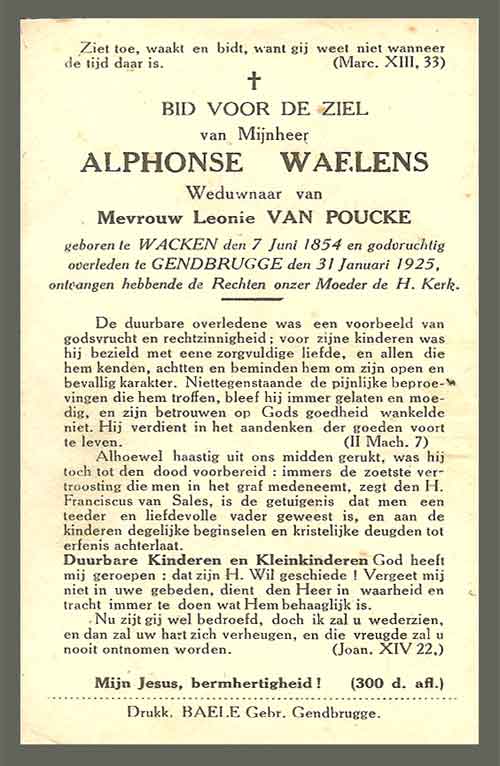 Ziet toe, waakt en bidt, want gij weet niet wanneer
de tijd daar is. (Marc. XIII, 33)
BID VOOR DE ZIEL
van Mijnheer
ALPHONSE WAELENS
Weduwnaar van
Mevrouw Leonie VAN POUCKE
geboren te WACKEN den 7 Juni 1854 en godvruchtig
overleden te GENDBRUGGE den 31 Januari 1925,
ontvangen hebbende de Rechten onzer Moeder de H. Kerk.
De duurbare overledene was een voorbeeld van
godsvrucht en rechtzinnigheid ; voor zijne kinderen was
hij bezield met eene zorgvuldige liefde, en allen die
hem kenden, achtten en beminden hem om zijn open en
bevallig karakter. Niettegenstaande de pijnlijke beproe-
vingen die hem troffen, bleef hij immer gelaten en moe-
dig, en zijn betrouwen op Gods goedheid wankelde
niet. Hij verdient in het aandenken der goeden voort
te leven. (II Mach. 7)
Alhoewel haastig uit ons midden gerukt, was hij
toch tot den dood voorbereid : immers de zoetste ver-
troosting die men in het graf medeneemt, zegt den H.
Franciscus van Sales, is de getuigenis dat men een
teeder en liefdevolle vader geweest is, en aan de
kinderen degelijke beginselen en kristelijke deugden tot
erfenis achterlaat.
Duurbare Kinderen en Kleinkinderen God heeft
mij geroepen : dat zijn H. Wil geschiede ! Vergeet mij
niet in uwe gebeden, dient den Heer in waarheid en
tracht immer te doen wat Hem behaaglijk is.
Nu zijt gij wel bedroefd, doch ik zal u wederzien,
en dan zal uw hart zich verheugen, en die vreugde zal u
nooit ontnomen worden. (Joan. XIV 22,)
Mijn Jesus, bermhertigheid ! (300 d. afl.)
Drukk. BAELE Gebr. Gendbrugge.